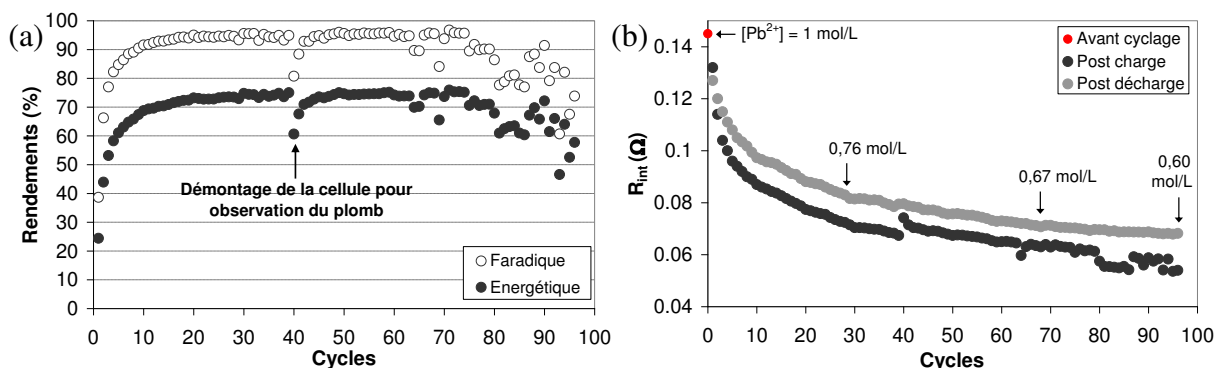 (a)
100
90
80
70
60
50
40
30
20
10
0
Rendements (%)
Démontage de la cellule pour
observation du plomb
Faradique
Energétique
0 10 20 30 40 50 60 70 80 90 100
Cycles
(b)
0.14
0.12
0.1
0.08
0.06
0.04
R_int (Ω)
[Pb²⁺] = 1 mol/L
Avant cyclage
Post charge
Post décharge
0,76 mol/L
0,67 mol/L
0,60
mol/L
0 10 20 30 40 50 60 70 80 90 100
Cycles